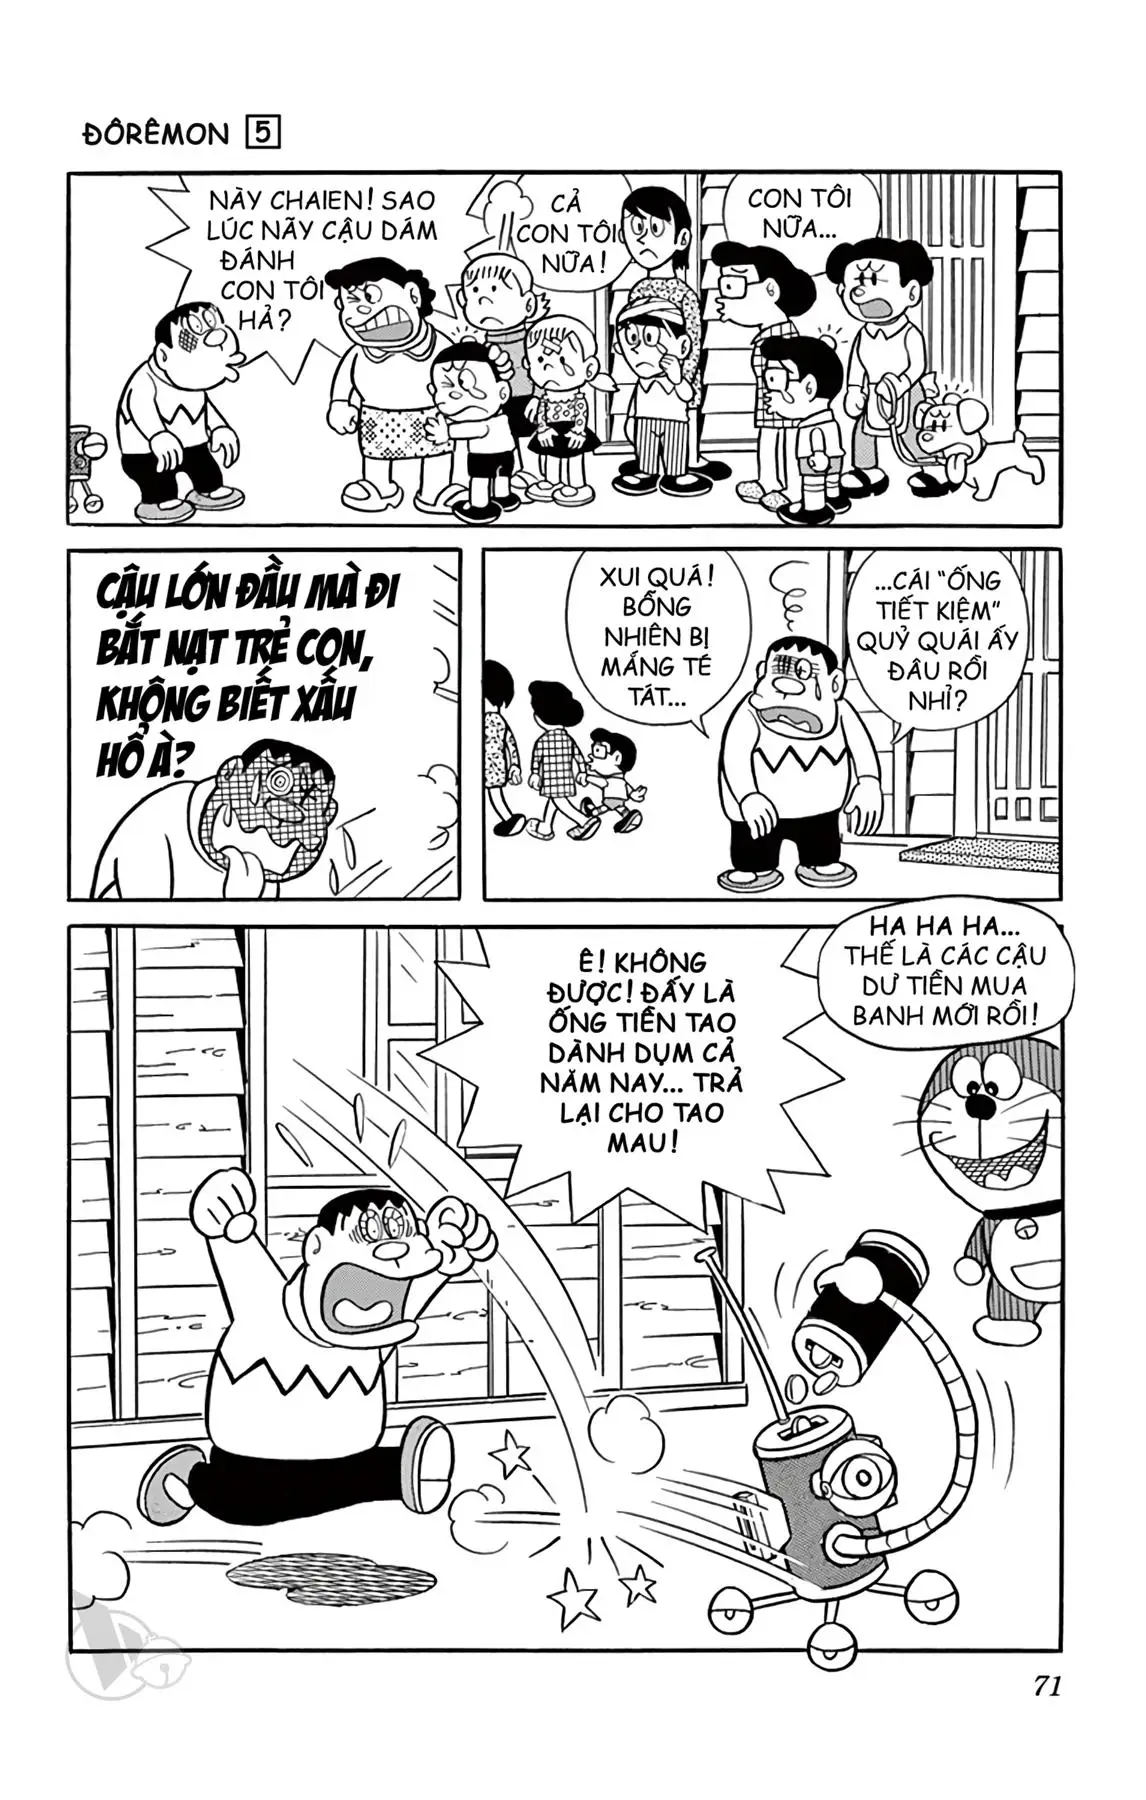 ĐÔRÊMON 5
NÀY CHAIEN! SAO
LÚC NÃY CẬU DÁM
ĐÁNH
CON TÔI
HẢ?
CẢ
CON TÔI
NỮA!
CON TÔI
NỮA...
CẬU LỚN ĐẦU MÀ ĐI
BẮT NẠT TRẺ CON,
KHÔNG BIẾT XẤU
HỔ À?
XUI QUÁ!
BỖNG
NHIÊN BỊ
MẮNG TÉ
TÁT...
...CÁI "ỐNG
TIẾT KIỆM"
QUỶ QUÁI ẤY
ĐÂU RỒI
NHỈ?
Ê! KHÔNG
ĐƯỢC! ĐẤY LÀ
ỐNG TIỀN TAO
DÀNH DỤM CẢ
NĂM NAY... TRẢ
LẠI CHO TAO
MAU!
HA HA HA...
THẾ LÀ CÁC CẬU
DƯ TIỀN MUA
BANH MỚI RỒI!
71